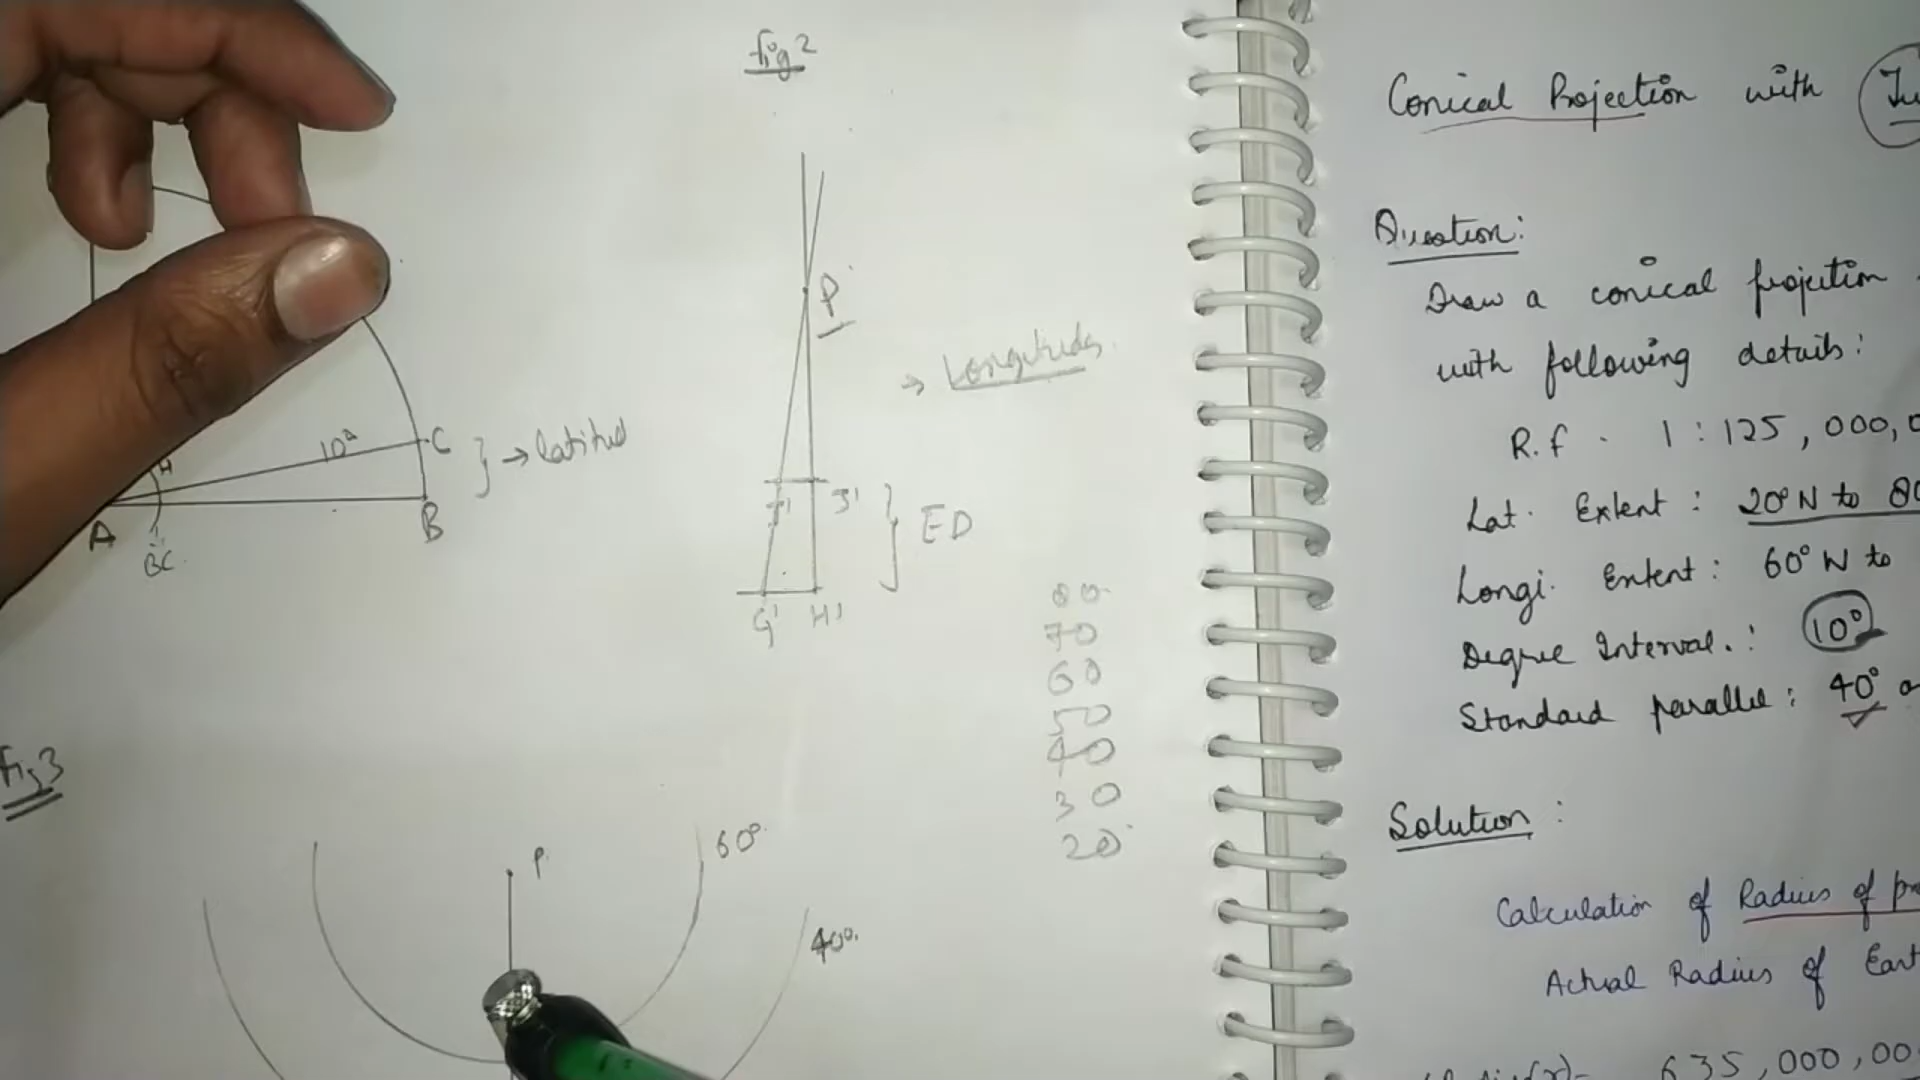 fig 2
P
→ Longitudes
10°
C
} → latitud
A
B
H
BC
I'
J'
} ED
G'
H'
80
70
60
50
40
30
20
Fig 3
P
60°
40°
Conical Projection with
Question:
Draw a conical projection
with following details:
R.f . 1 : 125 , 000, 0
Lat. Extent : 20° N to 80
Longi. Extent : 60° W to
Degree Interval. : 10°
Standard parallel : 40°
Solution :
Calculation of Radius of
Actual Radius of Eart
635, 000, 00